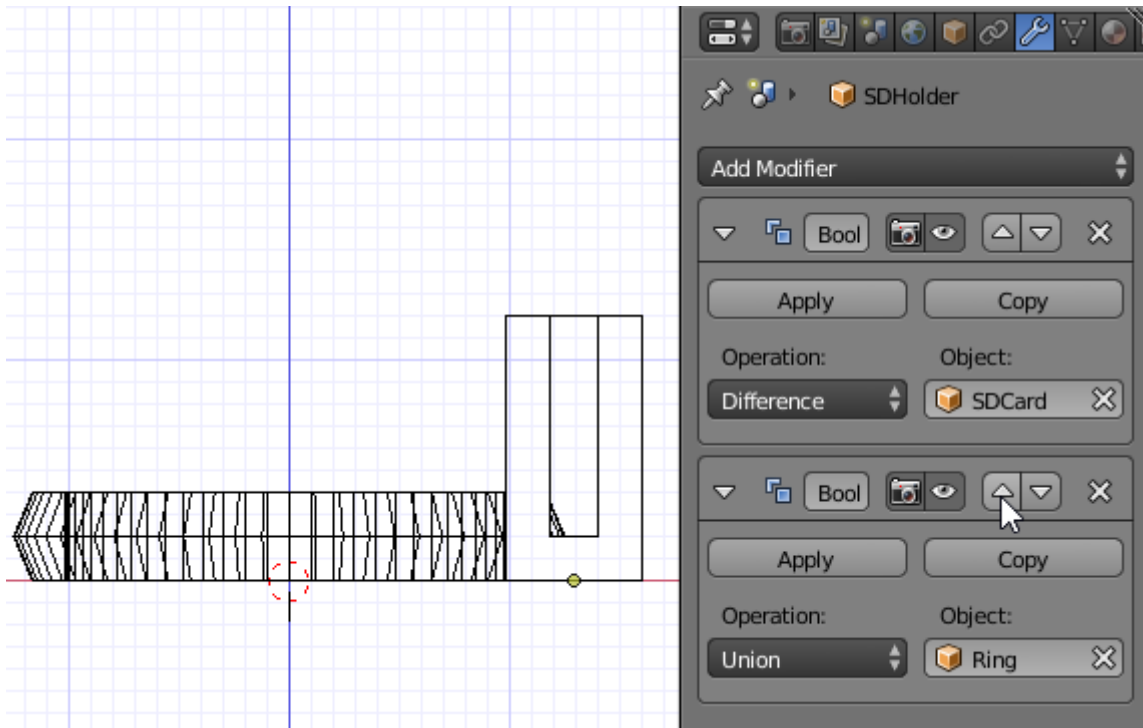 SDHolder
Add Modifier
Bool
Apply Copy
Operation: Object:
Difference SDCard
Bool
Apply Copy
Operation: Object:
Union Ring